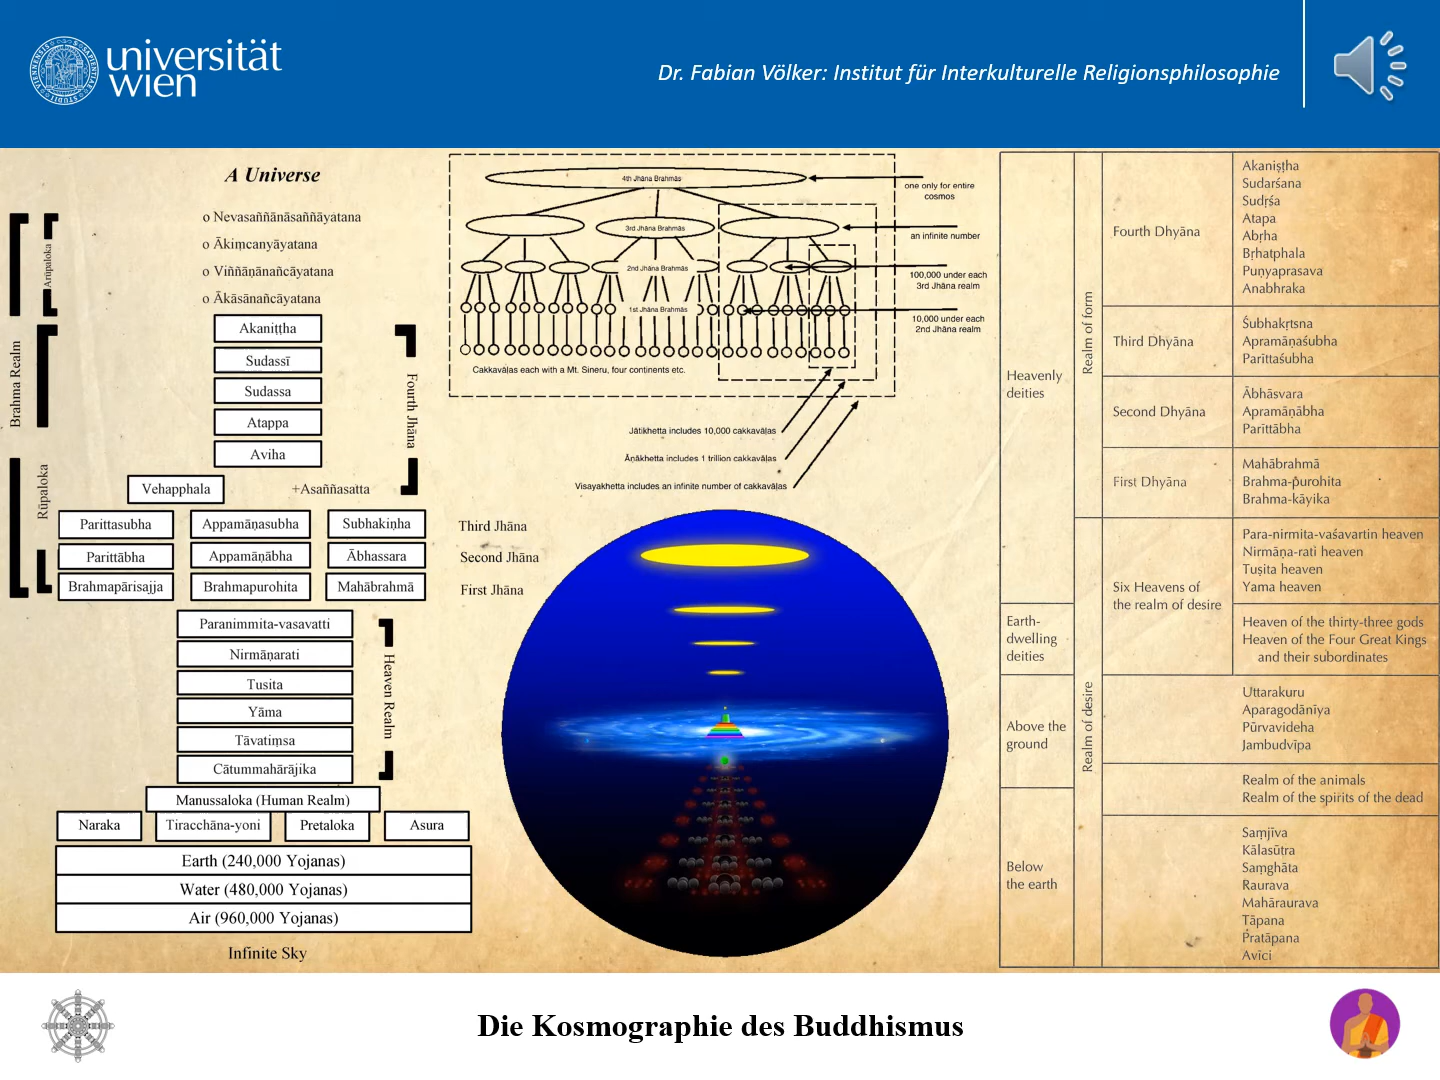 universität
wien
Dr. Fabian Völker: Institut für Interkulturelle Religionsphilosophie
A Universe
o Nevasaññānāsaññāyatana
o Ākiṃcanyāyatana
o Viññāṇānañcāyatana
o Ākāsānañcāyatana
Arūpaloka
Brahma Realm
Rūpaloka
Akaniṭṭha
Sudassī
Sudassa
Atappa
Aviha
Fourth Jhāna
Vehapphala
+Asaññasatta
Parittasubha
Appamāṇasubha
Subhakiṇha
Third Jhāna
Parittābha
Appamāṇābha
Ābhassara
Second Jhāna
Brahmapārisajja
Brahmapurohita
Mahābrahmā
First Jhāna
Paranimmita-vasavatti
Nirmāṇarati
Tusita
Yāma
Tāvatiṃsa
Cātummahārājika
Heaven Realm
Manussaloka (Human Realm)
Naraka
Tiracchāna-yoni
Pretaloka
Asura
Earth (240,000 Yojanas)
Water (480,000 Yojanas)
Air (960,000 Yojanas)
Infinite Sky
4th Jhāna Brahmās
one only for entire
cosmos
3rd Jhāna Brahmās
an infinite number
2nd Jhāna Brahmās
100,000 under each
3rd Jhāna realm
1st Jhāna Brahmās
10,000 under each
2nd Jhāna realm
Cakkavāḷas each with a Mt. Sineru, four continents etc.
Jātikhetta includes 10,000 cakkavāḷas
Āṇākhetta includes 1 trillion cakkavāḷas
Visayakhetta includes an infinite number of cakkavāḷas
Heavenly
deities
Earth-
dwelling
deities
Above the
ground
Below
the earth
Realm of form
Realm of desire
Fourth Dhyāna
Akaniṣṭha
Sudarśana
Sudṛśa
Atapa
Abṛha
Bṛhatphala
Puṇyaprasava
Anabhraka
Third Dhyāna
Śubhakṛtsna
Apramāṇaśubha
Parīttaśubha
Second Dhyāna
Ābhāsvara
Apramāṇābha
Parīttābha
First Dhyāna
Mahābrahmā
Brahma-purohita
Brahma-kāyika
Six Heavens of
the realm of desire
Para-nirmita-vaśavartin heaven
Nirmāṇa-rati heaven
Tuṣita heaven
Yama heaven
Heaven of the thirty-three gods
Heaven of the Four Great Kings
and their subordinates
Uttarakuru
Aparagodānīya
Pūrvavideha
Jambudvīpa
Realm of the animals
Realm of the spirits of the dead
Saṃjīva
Kālasūtra
Saṃghāta
Raurava
Mahāraurava
Tāpana
Pratāpana
Avīci
Die Kosmographie des Buddhismus